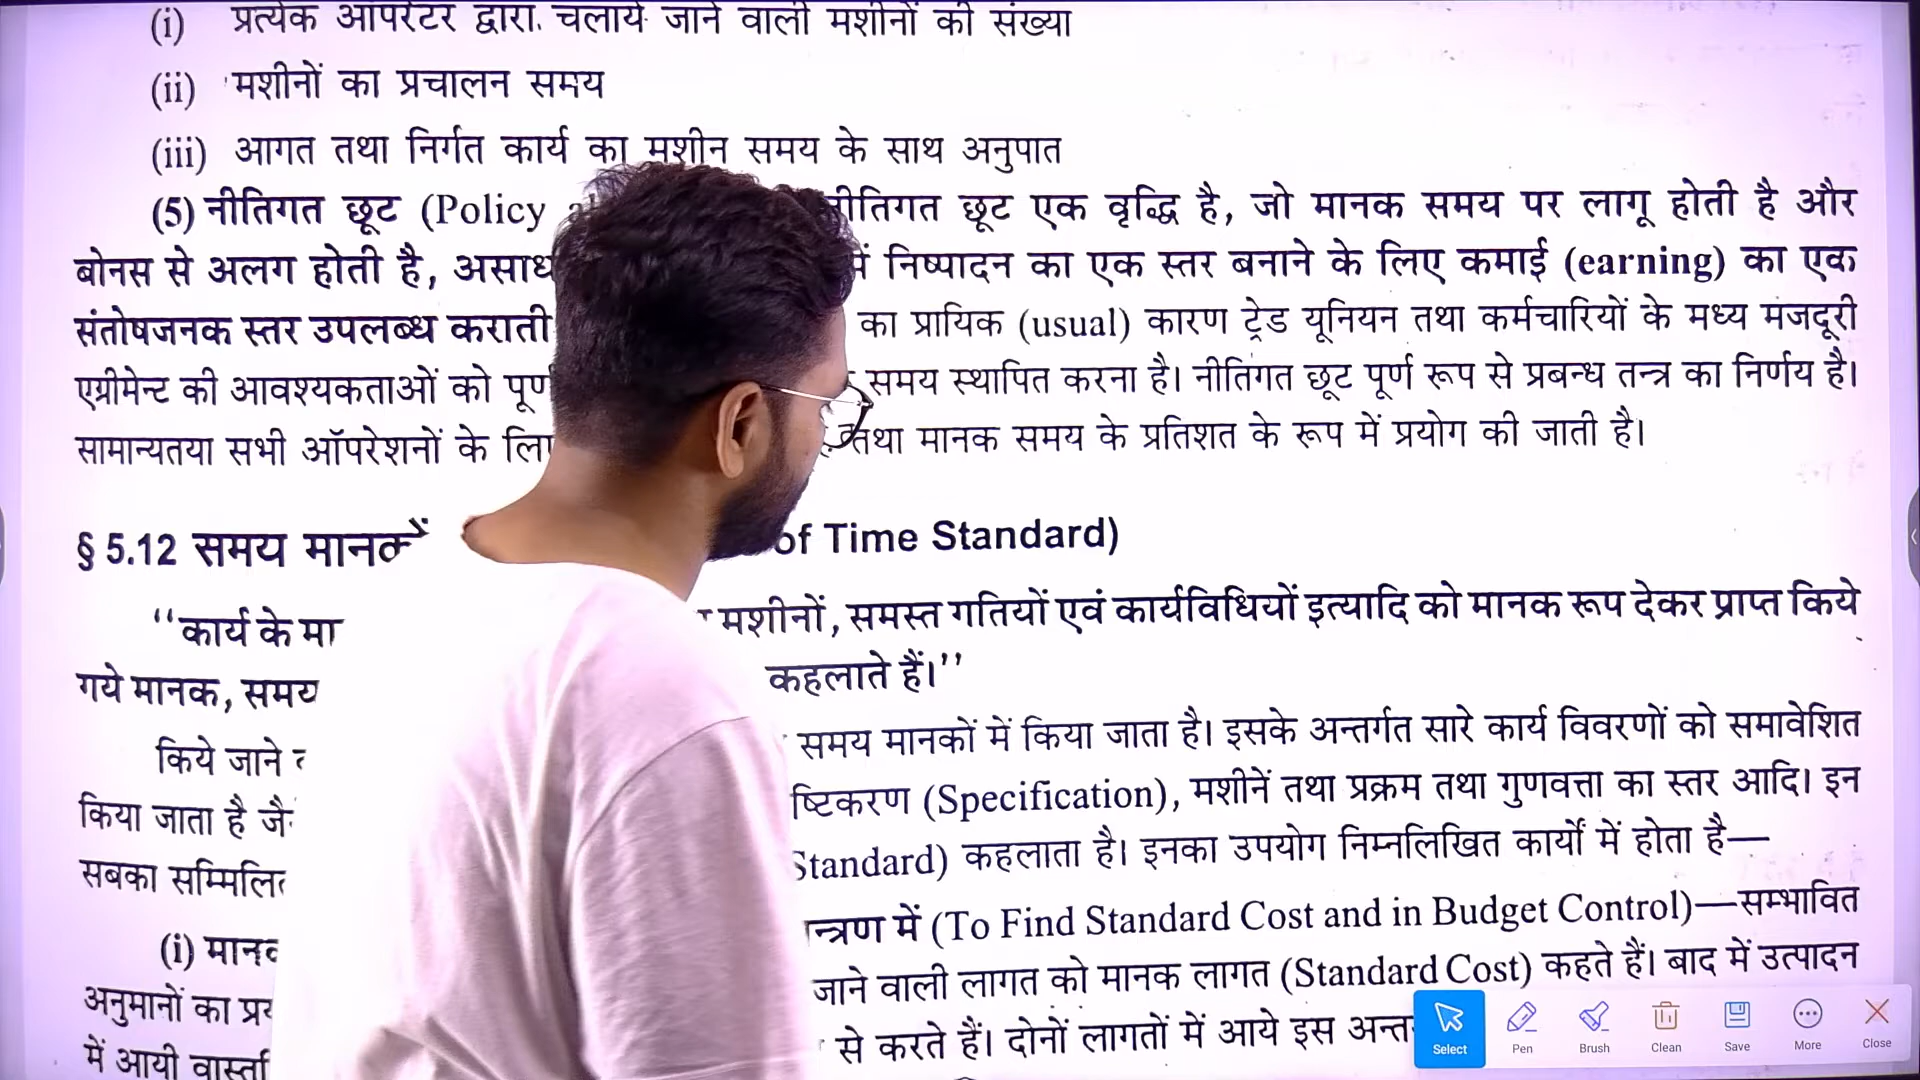 (i) प्रत्येक ऑपरेटर द्वारा चलाये जाने वाली मशीनों की संख्या
(ii) मशीनों का प्रचालन समय
(iii) आगत तथा निर्गत कार्य का मशीन समय के साथ अनुपात
(5) नीतिगत छूट (Policy नीतिगत छूट एक वृद्धि है, जो मानक समय पर लागू होती है और
बोनस से अलग होती है, में निष्पादन का एक स्तर बनाने के लिए कमाई (earning) का एक
संतोषजनक स्तर उपलब्ध कराती का प्रायिक (usual) कारण ट्रेड यूनियन तथा कर्मचारियों के मध्य मजदूरी
एग्रीमेन्ट की आवश्यकताओं को समय स्थापित करना है। नीतिगत छूट पूर्ण रूप से प्रबन्ध तन्त्र का निर्णय है।
सामान्यतया सभी ऑपरेशनों के तथा मानक समय के प्रतिशत के रूप में प्रयोग की जाती है।
§ 5.12 समय of Time Standard)
‘‘कार्य के मशीनों, समस्त गतियों एवं कार्यविधियों इत्यादि को मानक रूप देकर प्राप्त किये
गये मानक, समय कहलाते हैं।’’
किये जाने समय मानकों में किया जाता है। इसके अन्तर्गत सारे कार्य विवरणों को समावेशित
किया जाता है (Specification), मशीनें तथा प्रक्रम तथा गुणवत्ता का स्तर आदि। इन
सबका Standard) कहलाता है। इनका उपयोग निम्नलिखित कार्यों में होता है—
(i) में (To Find Standard Cost and in Budget Control)—सम्भावित
अनुमानों का जाने वाली लागत को मानक लागत (Standard Cost) कहते हैं। बाद में उत्पादन
में आयी से करते हैं। दोनों लागतों में आये इस
Select Pen Brush Clean Save More Close